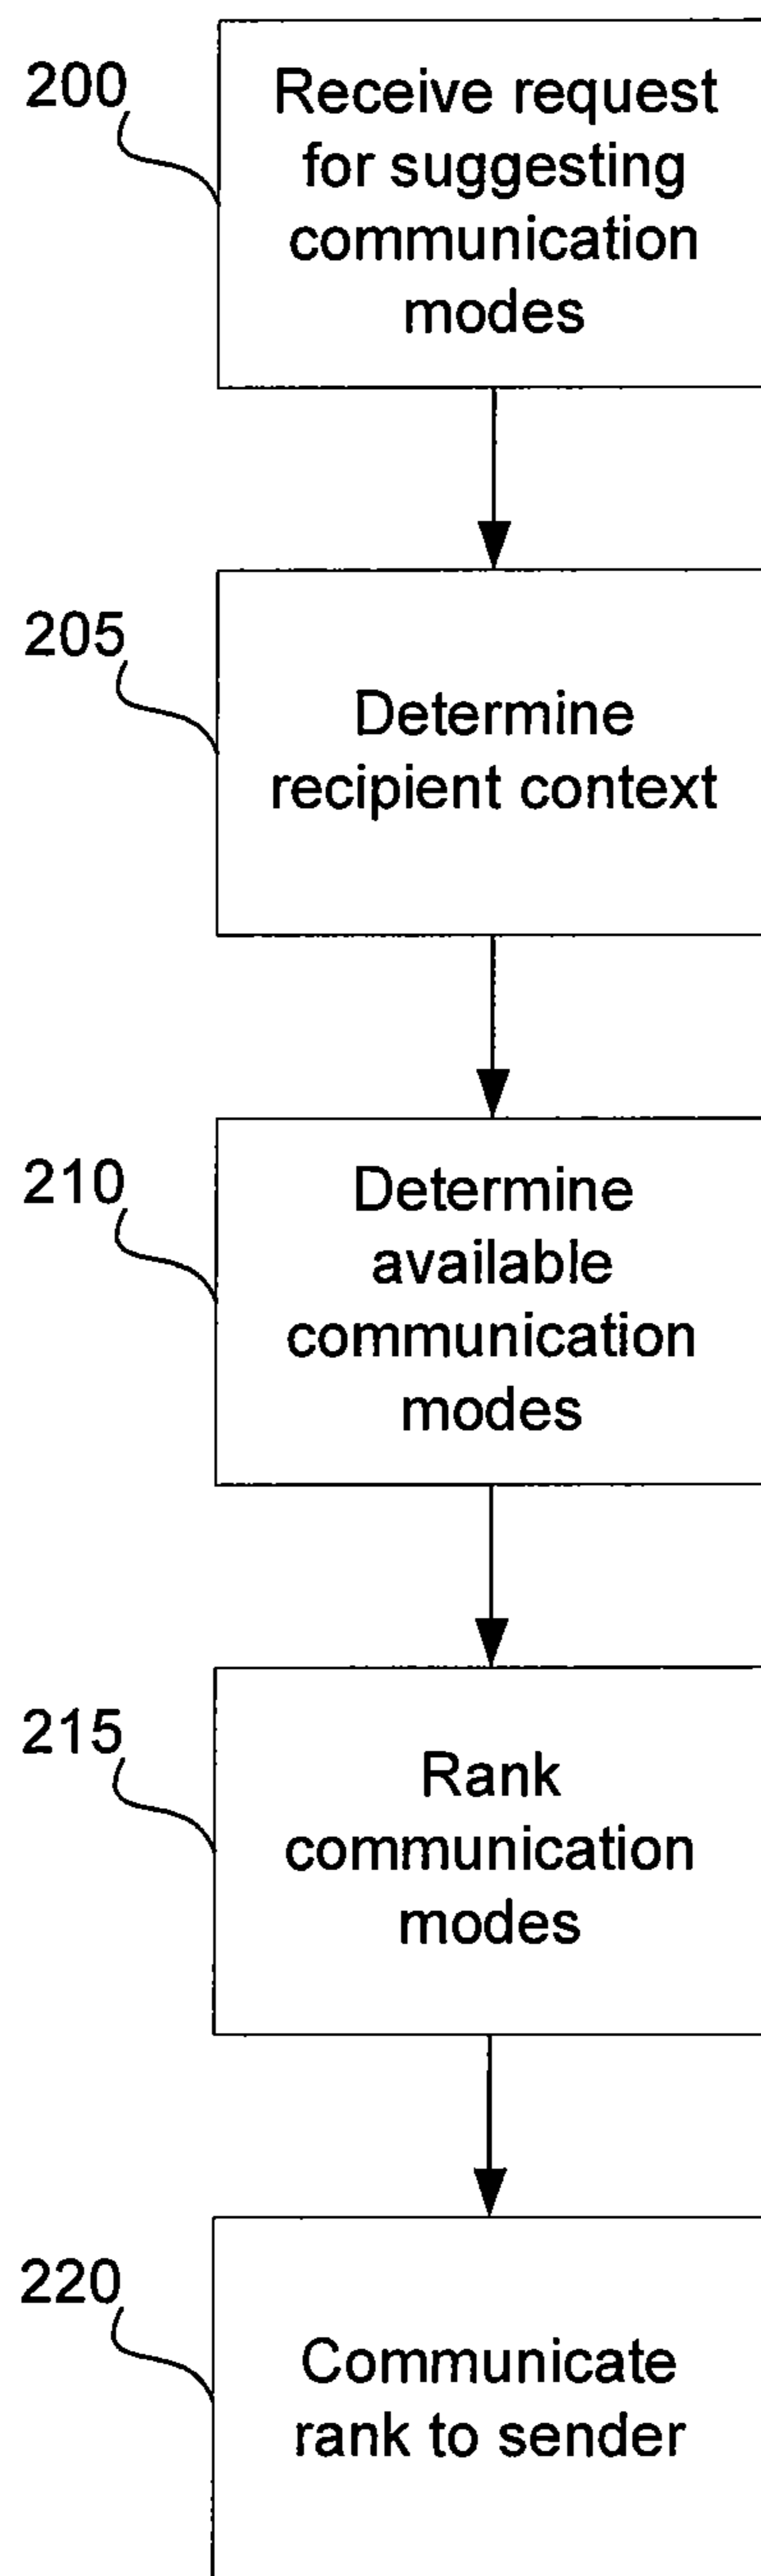 200
Receive request
for suggesting
communication
modes
205
Determine
recipient context
210
Determine
available
communication
modes
215
Rank
communication
modes
220
Communicate
rank to sender